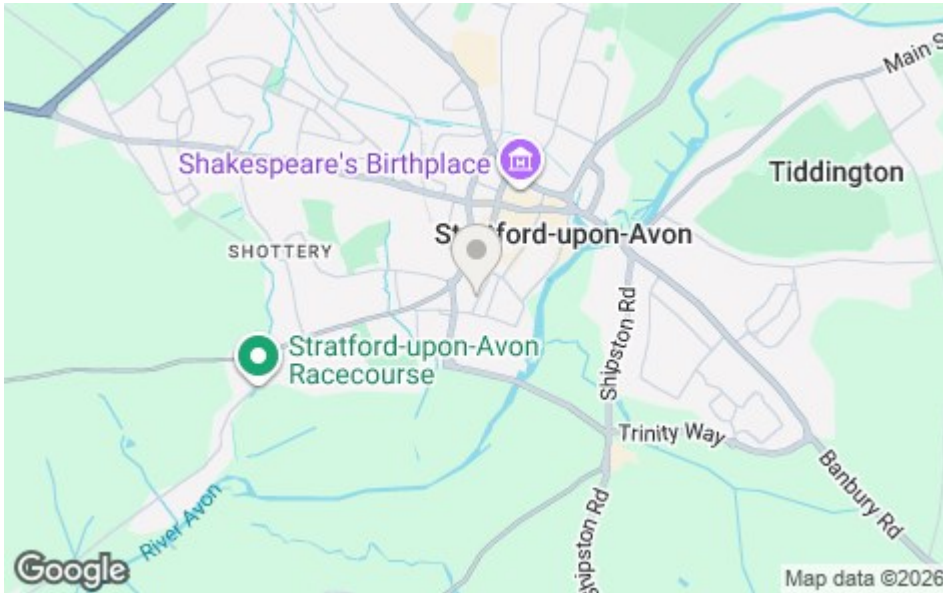 Main S
Shakespeare's Birthplace
Tiddington
Stratford-upon-Avon
SHOTTERY
Shipston Rd
Stratford-upon-Avon
Racecourse
Trinity Way
Banbury Rd
River Avon
Shipston Rd
Google
Map data ©2026